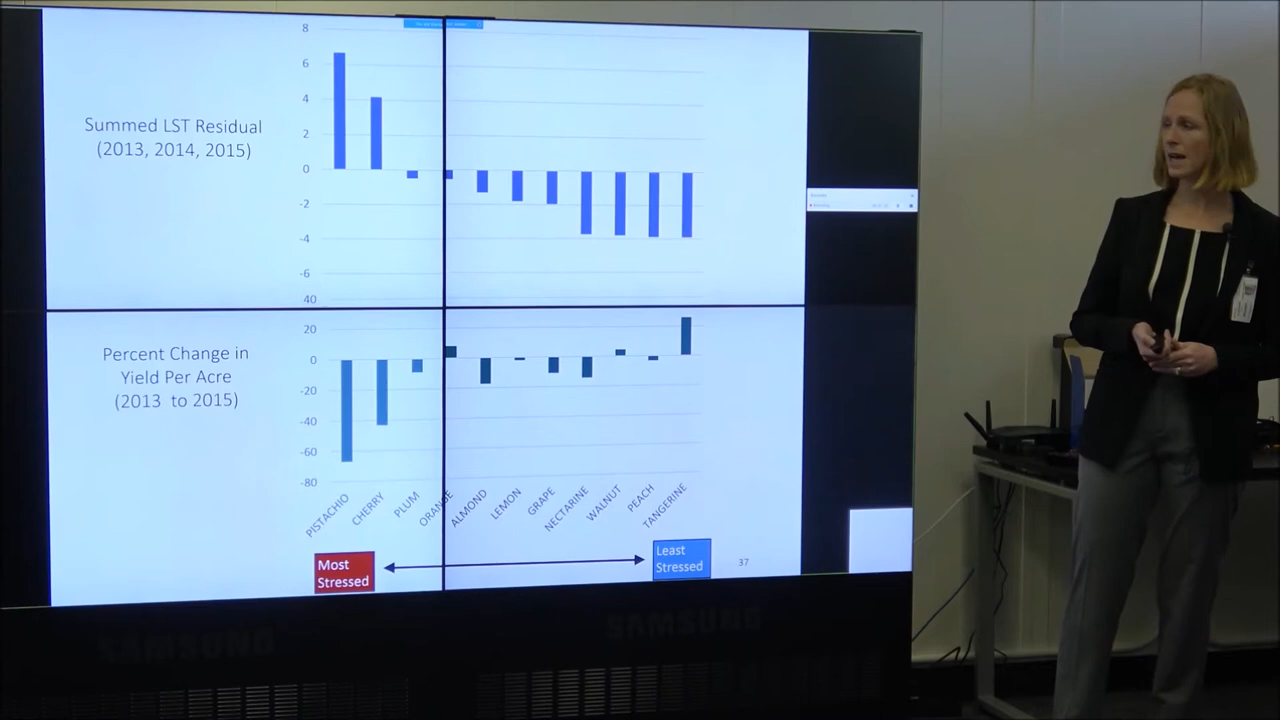 Summed LST Residual
(2013, 2014, 2015)
8
6
4
2
0
-2
-4
-6
40
Percent Change in
Yield Per Acre
(2013 to 2015)
20
0
-20
-40
-60
-80
PISTACHIO
CHERRY
PLUM
ORANGE
ALMOND
LEMON
GRAPE
NECTARINE
WALNUT
PEACH
TANGERINE
Most
Stressed
Least
Stressed
37
SAMSUNG
SAMSUNG